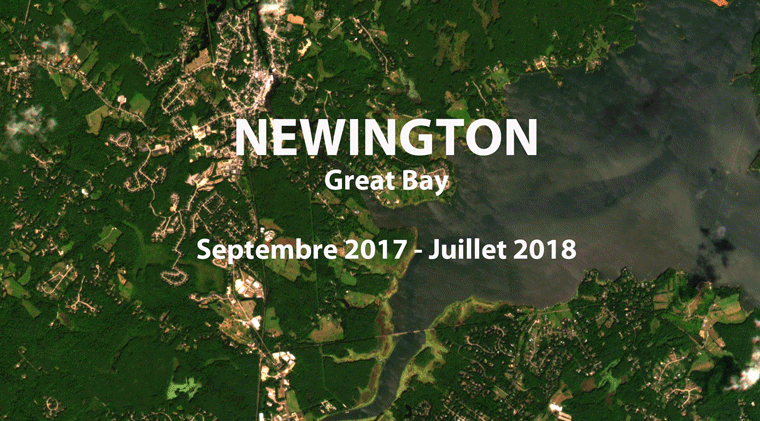 NEWINGTON
Great Bay
Septembre 2017 - Juillet 2018